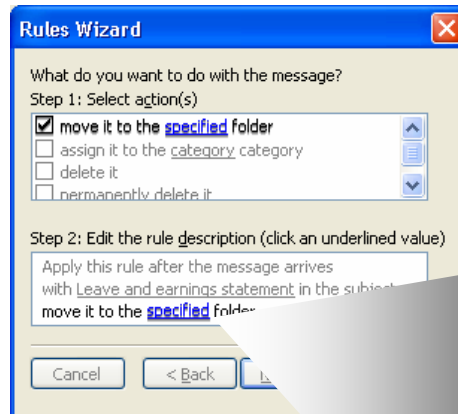 Rules Wizard
What do you want to do with the message?
Step 1: Select action(s)
move it to the specified folder
assign it to the category category
delete it
permanently delete it
Step 2: Edit the rule description (click an underlined value)
Apply this rule after the message arrives
with Leave and earnings statement in the subject
move it to the specified folder
Cancel
< Back